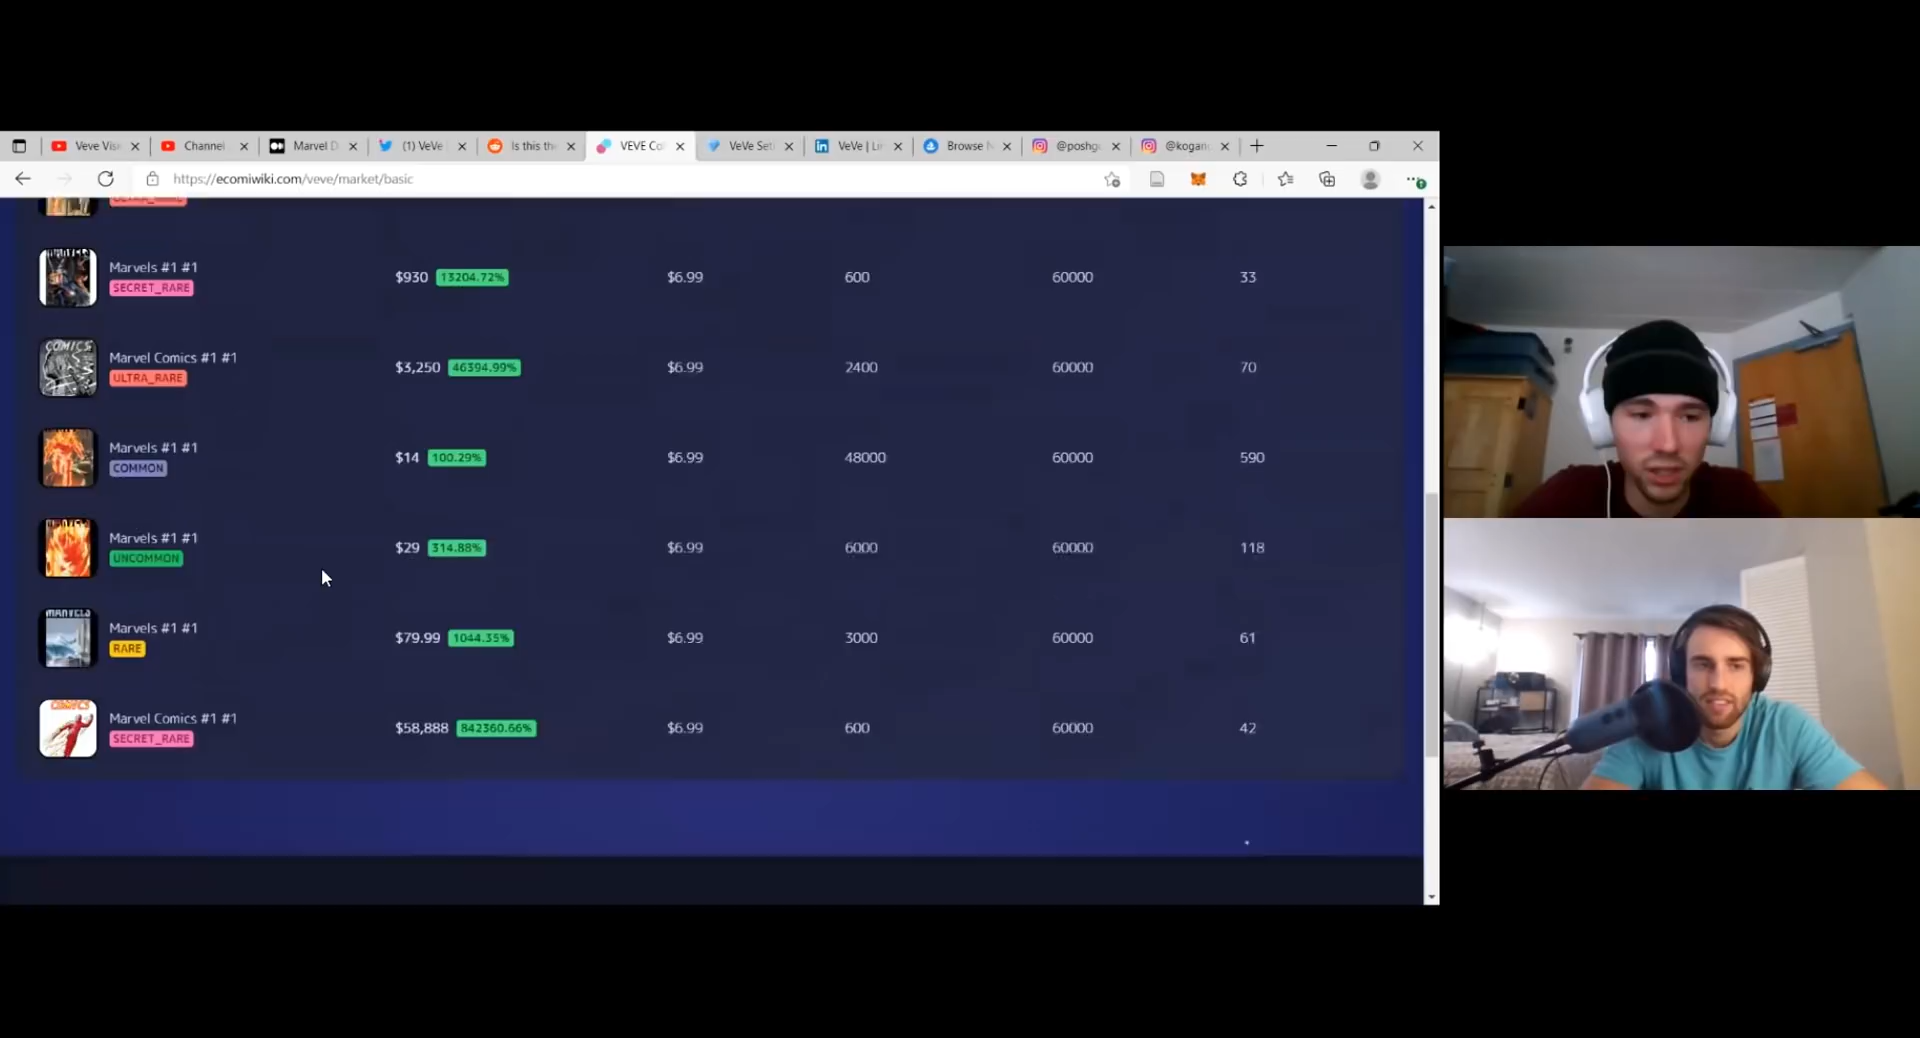 Veve Vis
Channel
Marvel D
(1) VeVe
Is this th
VEVE Co
VeVe Set
VeVe | Li
Browse N
@poshg
@kogan
https://ecomiwiki.com/veve/market/basic
ULTRA_RARE
Marvels #1 #1
SECRET_RARE
$930 13204.72% $6.99 600 60000 33
COMICS
Marvel Comics #1 #1
ULTRA_RARE
$3,250 46394.99% $6.99 2400 60000 70
Marvels #1 #1
COMMON
$14 100.29% $6.99 48000 60000 590
Marvels #1 #1
UNCOMMON
$29 314.88% $6.99 6000 60000 118
MARVELS
Marvels #1 #1
RARE
$79.99 1044.35% $6.99 3000 60000 61
COMICS
Marvel Comics #1 #1
SECRET_RARE
$58,888 842360.66% $6.99 600 60000 42